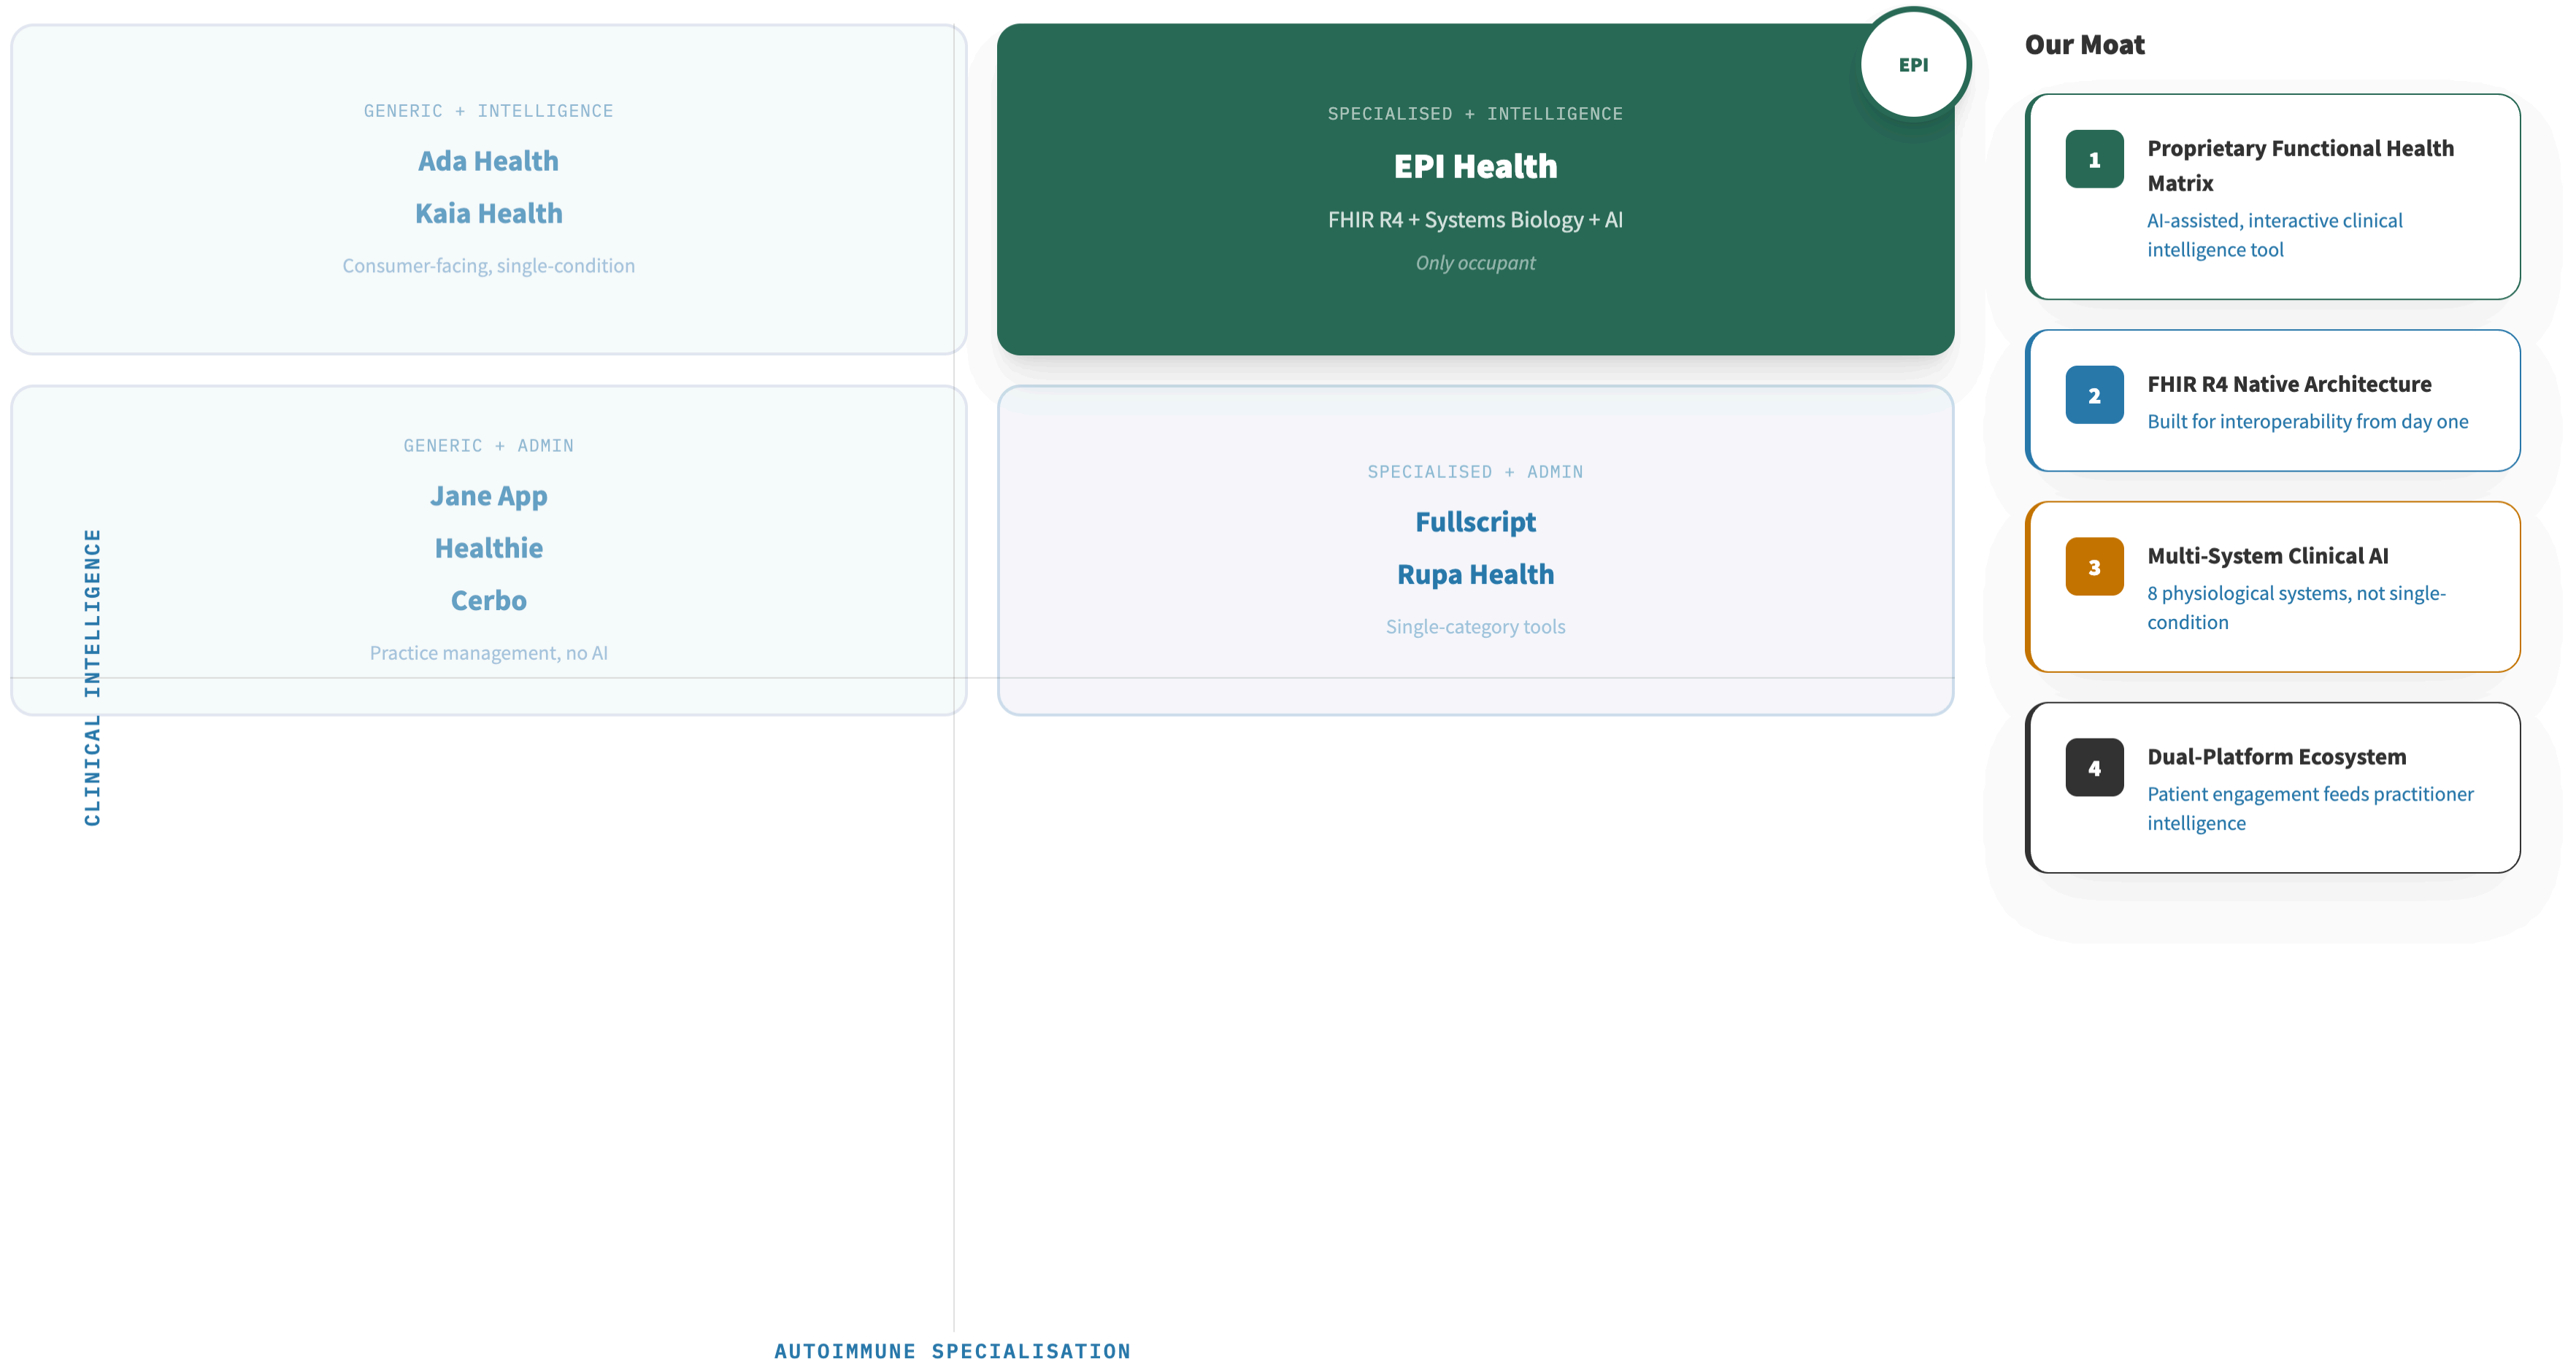 GENERIC + INTELLIGENCE
Ada Health
Kaia Health
Consumer-facing, single-condition
EPI
SPECIALISED + INTELLIGENCE
EPI Health
FHIR R4 + Systems Biology + AI
Only occupant
GENERIC + ADMIN
Jane App
Healthie
Cerbo
Practice management, no AI
SPECIALISED + ADMIN
Fullscript
Rupa Health
Single-category tools
CLINICAL INTELLIGENCE
AUTOIMMUNE SPECIALISATION
Our Moat
1
Proprietary Functional Health
Matrix
AI-assisted, interactive clinical
intelligence tool
2
FHIR R4 Native Architecture
Built for interoperability from day one
3
Multi-System Clinical AI
8 physiological systems, not single-
condition
4
Dual-Platform Ecosystem
Patient engagement feeds practitioner
intelligence